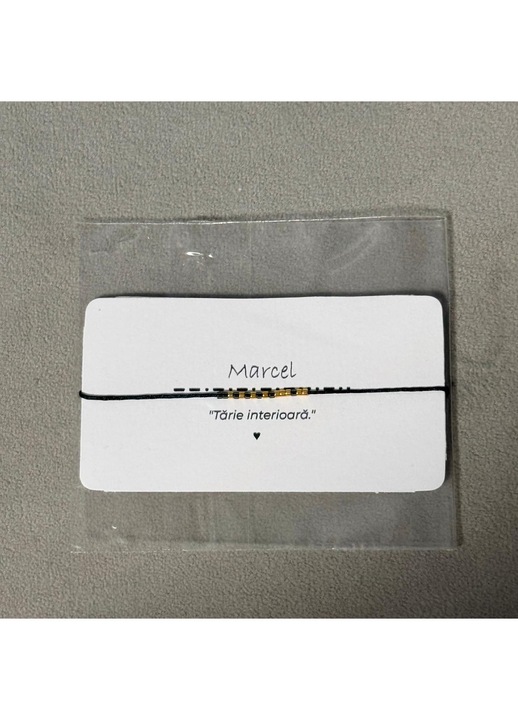 Marcel
"Tărie interioară."
♥